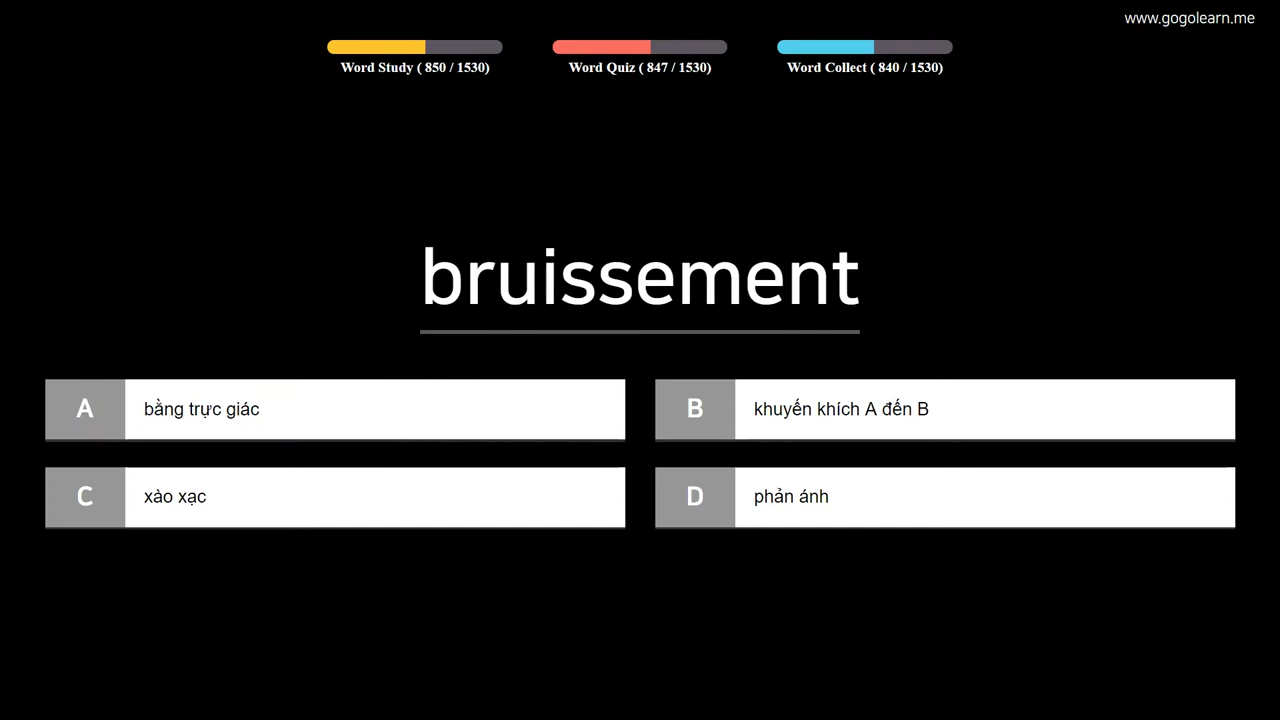 www.gogolearn.me
Word Study ( 850 / 1530)
Word Quiz ( 847 / 1530)
Word Collect ( 840 / 1530)
bruissement
A bằng trực giác
B khuyến khích A đến B
C xào xạc
D phản ánh